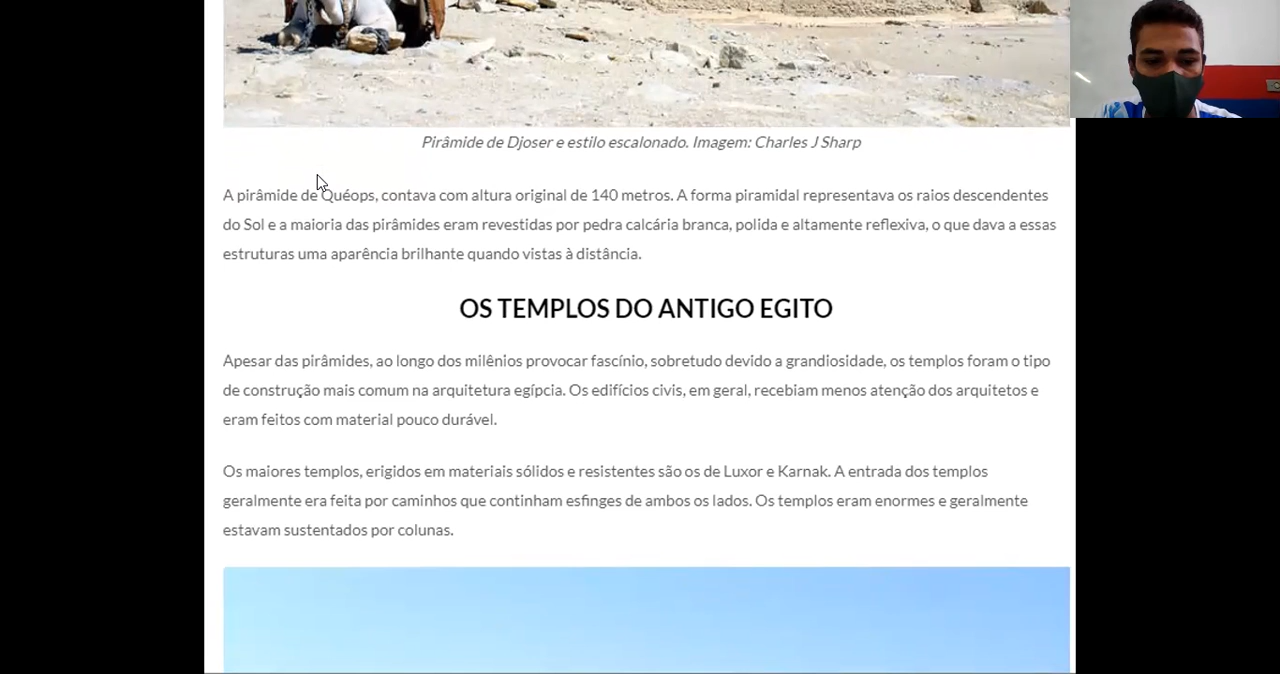 Pirâmide de Djoser e estilo escalonado. Imagem: Charles J Sharp
A pirâmide de Quéops, contava com altura original de 140 metros. A forma piramidal representava os raios descendentes
do Sol e a maioria das pirâmides eram revestidas por pedra calcária branca, polida e altamente reflexiva, o que dava a essas
estruturas uma aparência brilhante quando vistas à distância.
OS TEMPLOS DO ANTIGO EGITO
Apesar das pirâmides, ao longo dos milênios provocar fascínio, sobretudo devido a grandiosidade, os templos foram o tipo
de construção mais comum na arquitetura egípcia. Os edifícios civis, em geral, recebiam menos atenção dos arquitetos e
eram feitos com material pouco durável.
Os maiores templos, erigidos em materiais sólidos e resistentes são os de Luxor e Karnak. A entrada dos templos
geralmente era feita por caminhos que continham esfinges de ambos os lados. Os templos eram enormes e geralmente
estavam sustentados por colunas.